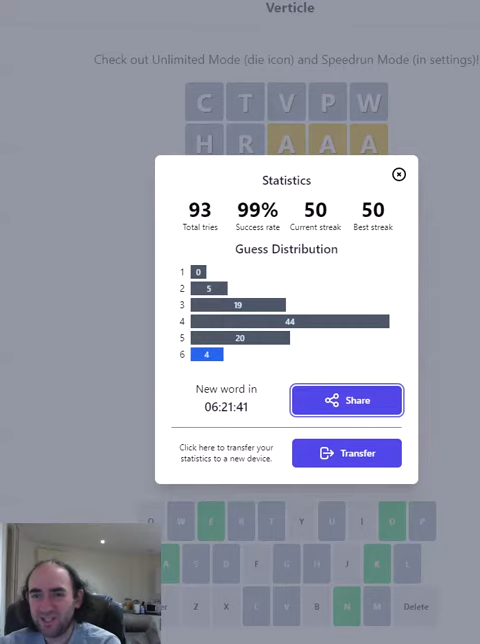 Verticle
Check out Unlimited Mode (die icon) and Speedrun Mode (in settings)!
C T V P W
H R A A A
Statistics
93 99% 50 50
Total tries Success rate Current streak Best streak
Guess Distribution
1 0
2 5
3 19
4 44
5 20
6 4
New word in
06:21:41
Share
Click here to transfer your
statistics to a new device.
Transfer
W E R T Y U I O P
A S D F G H J K L
Z X C V B N M Delete